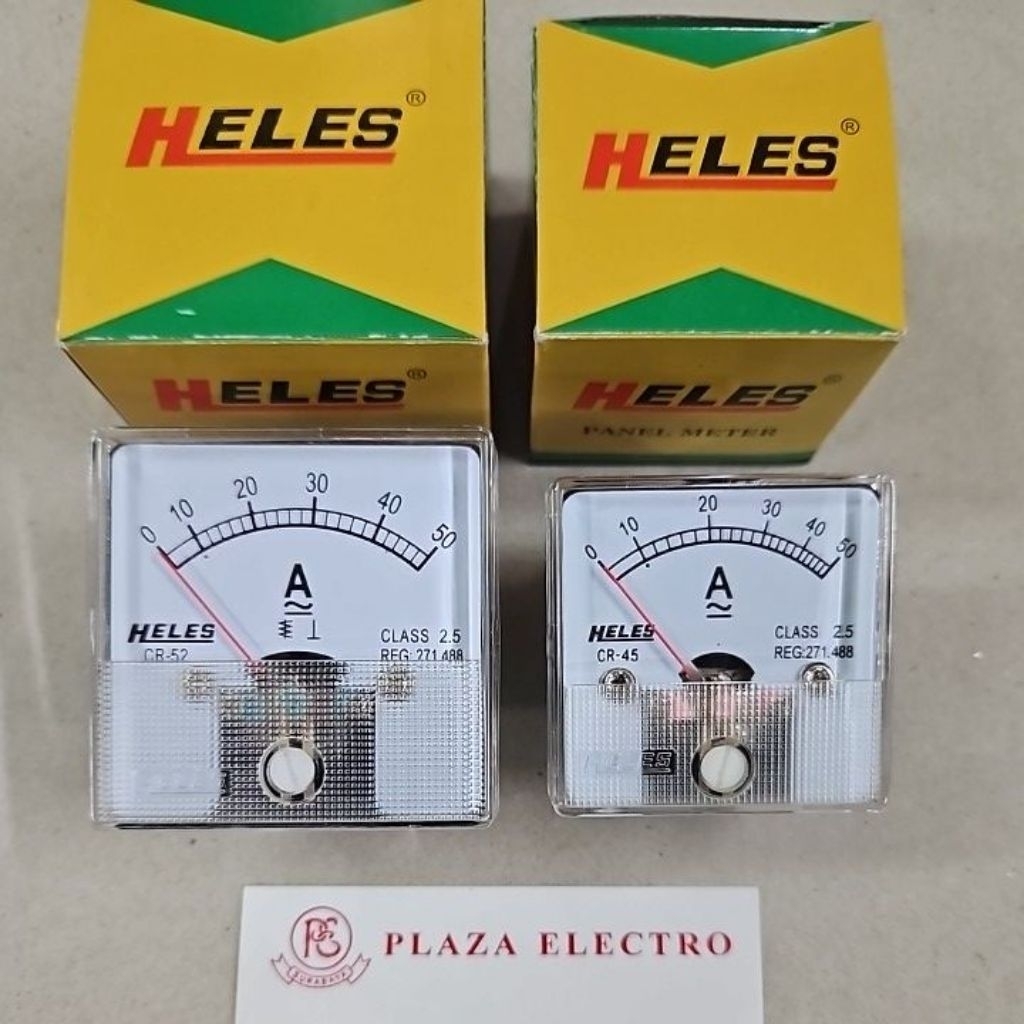 HELES®
HELES®
HELES®
HELES®
PANEL METER
0 10 20 30 40 50
A
HELES
CR-52
CLASS 2.5
REG:271.488
0 10 20 30 40 50
A
HELES
CR-45
CLASS 2.5
REG:271.488
HELES
PLAZA ELECTRO
SURABAYA